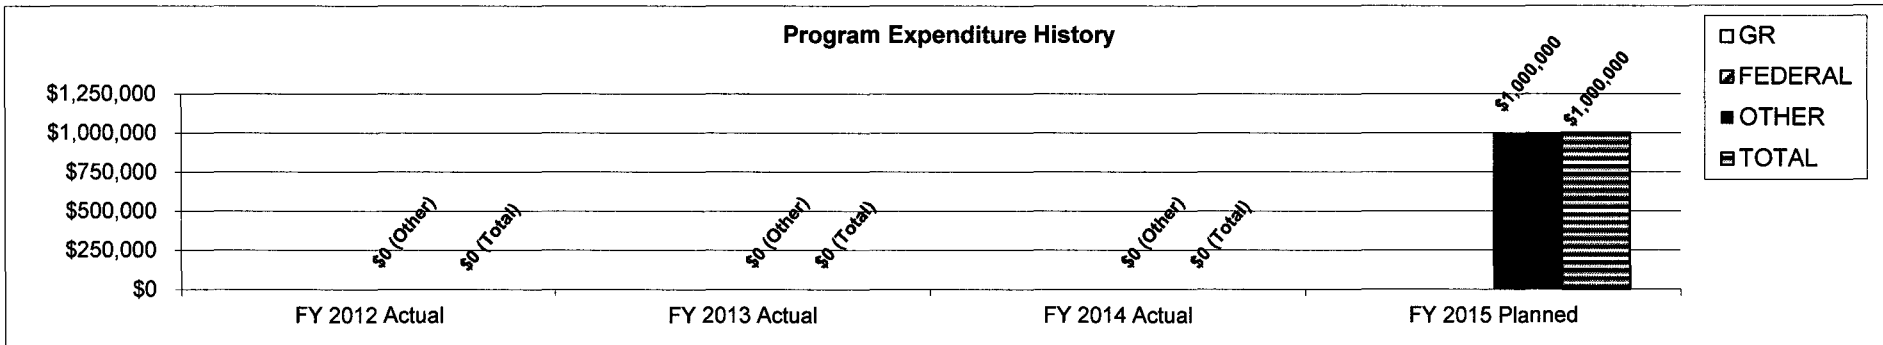 Program Expenditure History
GR
FEDERAL
OTHER
TOTAL
$1,250,000
$1,000,000
$750,000
$500,000
$250,000
$0
$0 (Other)
$0 (Total)
$0 (Other)
$0 (Total)
$0 (Other)
$0 (Total)
$1,000,000
$1,000,000
FY 2012 Actual
FY 2013 Actual
FY 2014 Actual
FY 2015 Planned